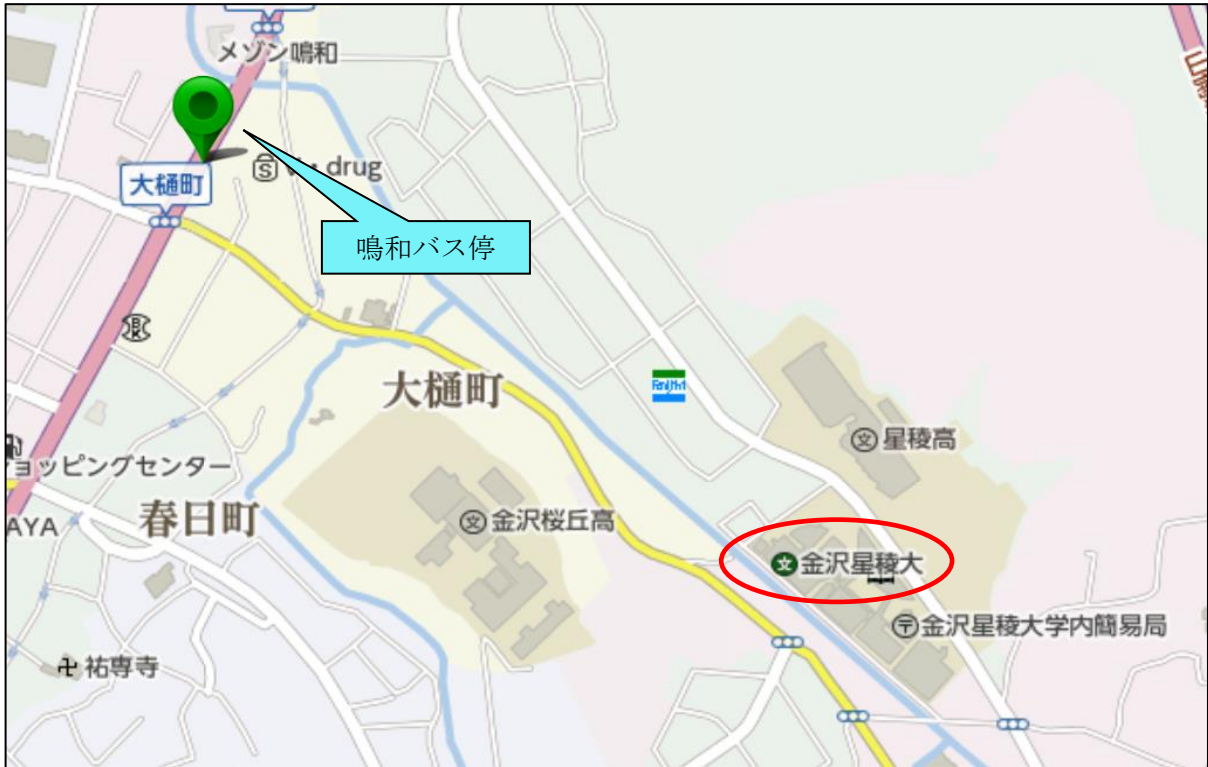 メゾン鳴和
大樋町
drug
鳴和バス停
大樋町
星稜高
ョッピングセンター
AYA
春日町
金沢桜丘高
金沢星稜大
金沢星稜大学内簡易局
祐専寺